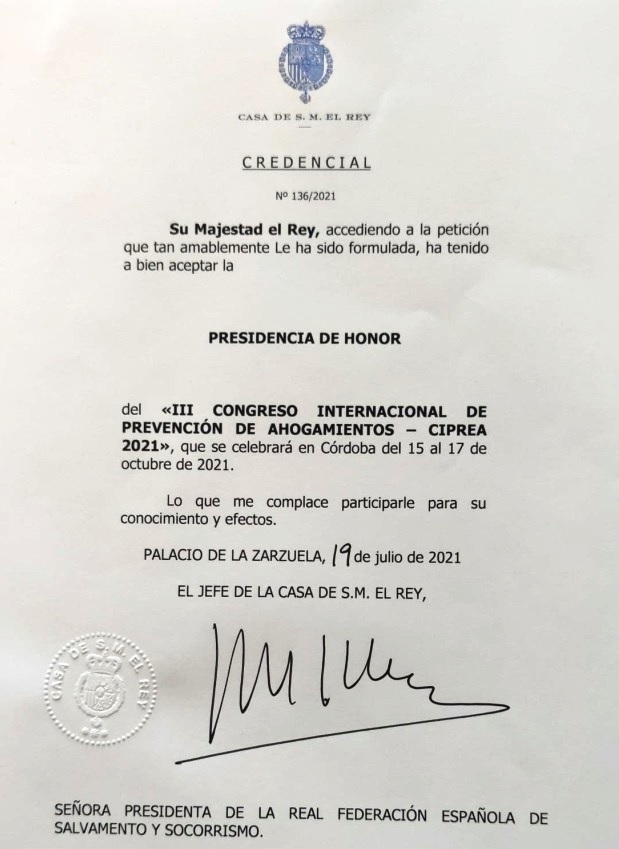 CASA DE S. M. EL REY
CREDENCIAL
Nº 136/2021
Su Majestad el Rey, accediendo a la petición
que tan amablemente Le ha sido formulada, ha tenido
a bien aceptar la
PRESIDENCIA DE HONOR
del «III CONGRESO INTERNACIONAL DE
PREVENCIÓN DE AHOGAMIENTOS – CIPREA
2021», que se celebrará en Córdoba del 15 al 17 de
octubre de 2021.
Lo que me complace participarle para su
conocimiento y efectos.
PALACIO DE LA ZARZUELA, 19 de julio de 2021
EL JEFE DE LA CASA DE S.M. EL REY,
CASA DE S. M. EL REY
SEÑORA PRESIDENTA DE LA REAL FEDERACIÓN ESPAÑOLA DE
SALVAMENTO Y SOCORRISMO.